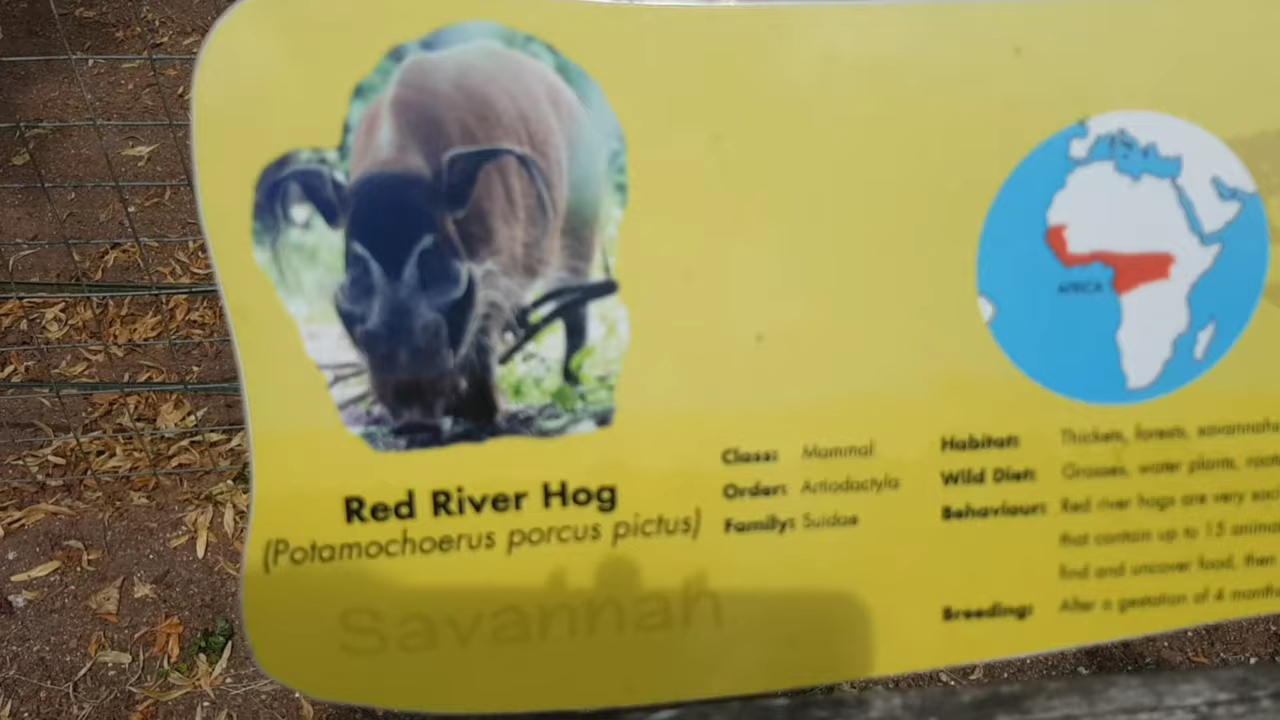 AFRICA
Red River Hog
(Potamochoerus porcus pictus)
Savannah
Class: Mammal
Order: Artiodactyla
Family: Suidae
Habitat: Thickets, forests,
Wild Diet: Grasses, water plants,
Behaviour: Red river hogs are very
that contain up to 15
find and uncover food, then
Breeding: After a gestation of 4